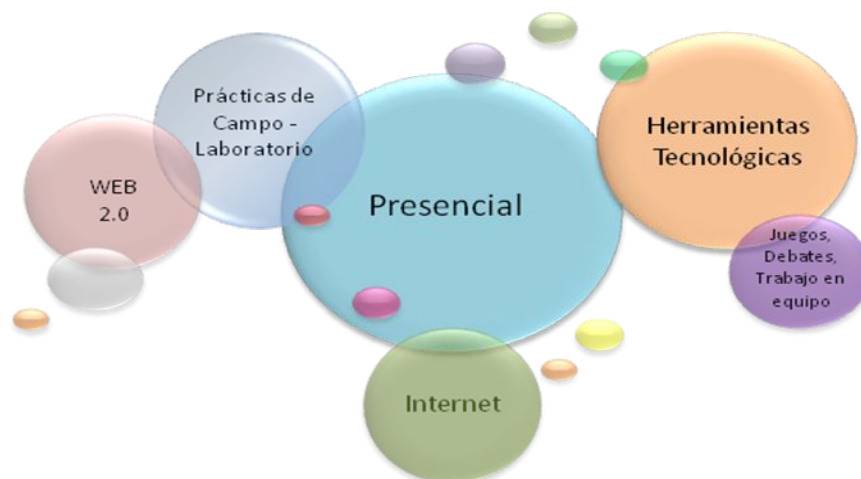 Prácticas de
Campo -
Laboratorio
WEB
2.0
Presencial
Herramientas
Tecnológicas
Juegos,
Debates,
Trabajo en
equipo
Internet